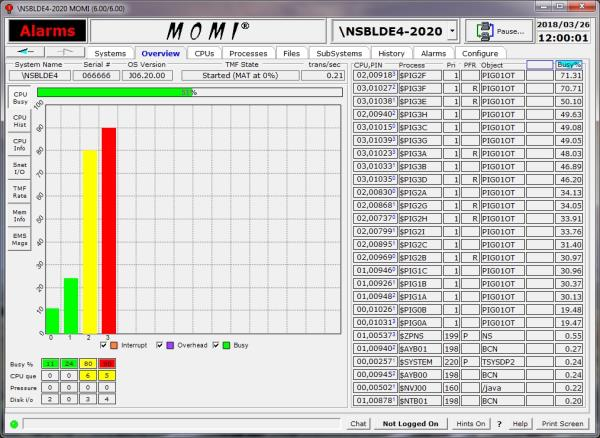 \NSBLDE4-2020 MOMI (6.00/6.00)
Alarms MOMI® \NSBLDE4-2020 Pause... 2018/03/26 12:00:01
Systems Overview CPUs Processes Files SubSystems History Alarms Configure
System Name Serial # OS Version TMF State trans/sec
\NSBLDE4 066666 J06.20.00 Started (MAT at 0%) 0.21
51%
CPU Busy
CPU Hist
CPU Info
Snet I/O
TMF Rate
Mem Info
EMS Msgs
100
90
80
70
60
50
40
30
20
10
0
0 1 2 3
Interrupt Overhead Busy
Busy % 11 24 80 90
CPU que 0 0 6 5
Pressure 0 0 0 0
Disk i/o 2 0 3 4
CPU,PIN Process Pri PFR Object Busy%
02,00918 $PIG2F 1 PIG01OT 71.31
03,01027 $PIG3F 1 R PIG01OT 70.71
03,01038 $PIG3E 1 R PIG01OT 50.10
02,00940 $PIG3H 1 PIG01OT 49.63
03,01015 $PIG3C 1 PIG01OT 49.08
03,01039 $PIG3G 1 PIG01OT 49.05
03,01023 $PIG3A 1 R PIG01OT 48.03
03,01033 $PIG3B 1 PIG01OT 46.89
03,01035 $PIG3D 1 R PIG01OT 46.20
02,00830 $PIG2A 1 PIG01OT 34.13
02,00868 $PIG2G 1 R PIG01OT 34.05
02,00737 $PIG2H 1 R PIG01OT 33.91
02,00799 $PIG2I 1 PIG01OT 33.76
02,00895 $PIG2C 1 PIG01OT 31.40
02,00969 $PIG2B 1 R PIG01OT 30.97
01,00946 $PIG1C 1 PIG01OT 30.96
01,00936 $PIG1B 1 PIG01OT 30.37
01,00948 $PIG1A 1 PIG01OT 30.13
00,01026 $PIG0B 1 PIG01OT 19.48
00,01031 $PIG0A 1 PIG01OT 19.47
01,00537 $ZPNS 199 P NS 0.55
01,00940 $AYB01 198 BCN 0.27
00,00257 $SYSTEM 220 P TSYSDP2 0.24
00,00945 $AYB00 198 BCN 0.24
00,00502 $NVJ00 160 /java 0.22
01,00878 $NTB01 198 BCN 0.20
Chat Not Logged On Hints On ? Help Print Screen